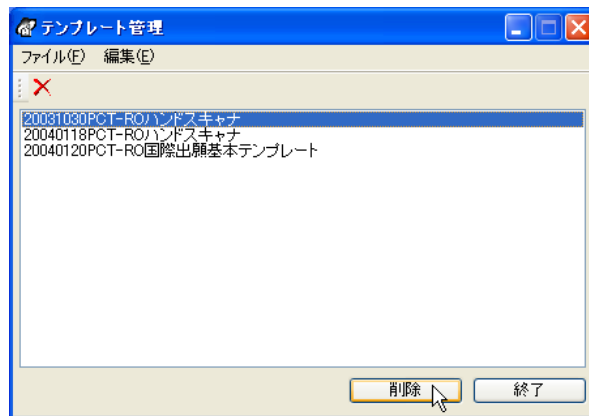 テンプレート管理
ファイル(F) 編集(E)
20031030PCT-ROハンドスキャナ
20040118PCT-ROハンドスキャナ
20040120PCT-RO国際出願基本テンプレート
削除 終了